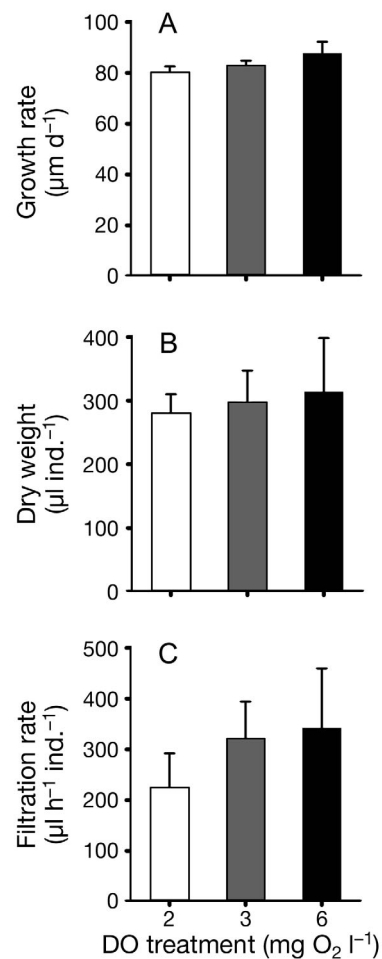 A
100
80
60
40
20
0
Growth rate
(µm d⁻¹)
B
400
300
200
100
0
Dry weight
(µl ind.⁻¹)
C
500
400
300
200
100
0
Filtration rate
(µl h⁻¹ ind.⁻¹)
2 3 6
DO treatment (mg O₂ l⁻¹)